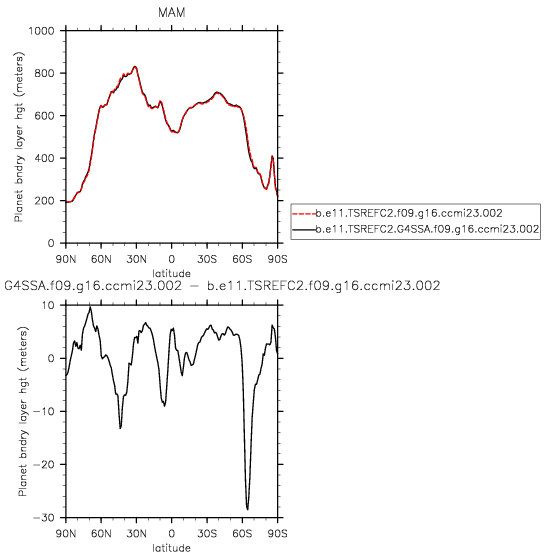 MAM
Planet bndry layer hgt (meters)
1000
800
600
400
200
0
90N 60N 30N 0 30S 60S 90S
latitude
b.e11.TSREFC2.f09.g16.ccmi23.002
b.e11.TSREFC2.G4SSA.f09.g16.ccmi23.002
G4SSA.f09.g16.ccmi23.002 - b.e11.TSREFC2.f09.g16.ccmi23.002
Planet bndry layer hgt (meters)
10
0
-10
-20
-30
90N 60N 30N 0 30S 60S 90S
latitude